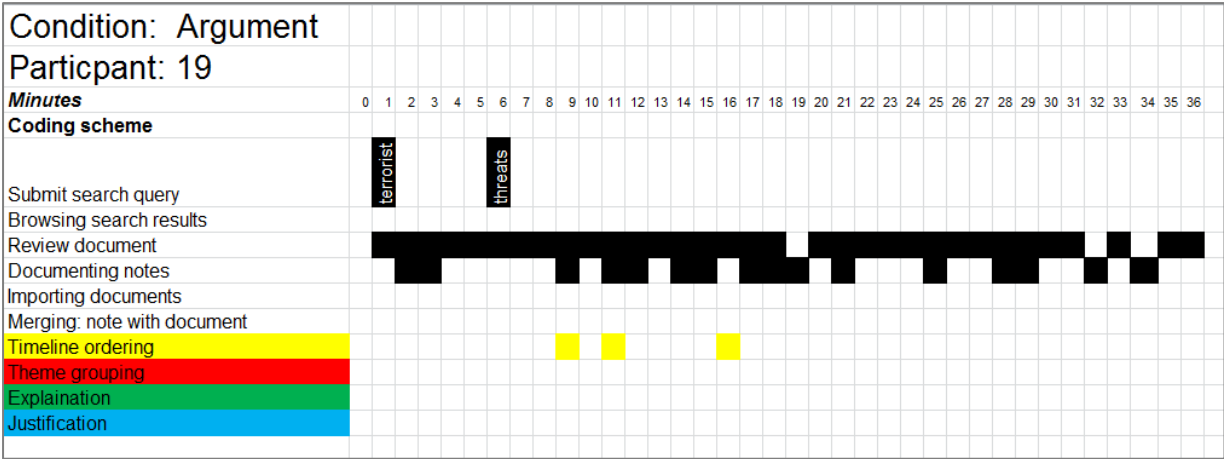 Condition: Argument
Particpant: 19
Minutes 0 1 2 3 4 5 6 7 8 9 10 11 12 13 14 15 16 17 18 19 20 21 22 23 24 25 26 27 28 29 30 31 32 33 34 35 36
Coding scheme
Submit search query terrorist threats
Browsing search results
Review document
Documenting notes
Importing documents
Merging: note with document
Timeline ordering
Theme grouping
Explaination
Justification